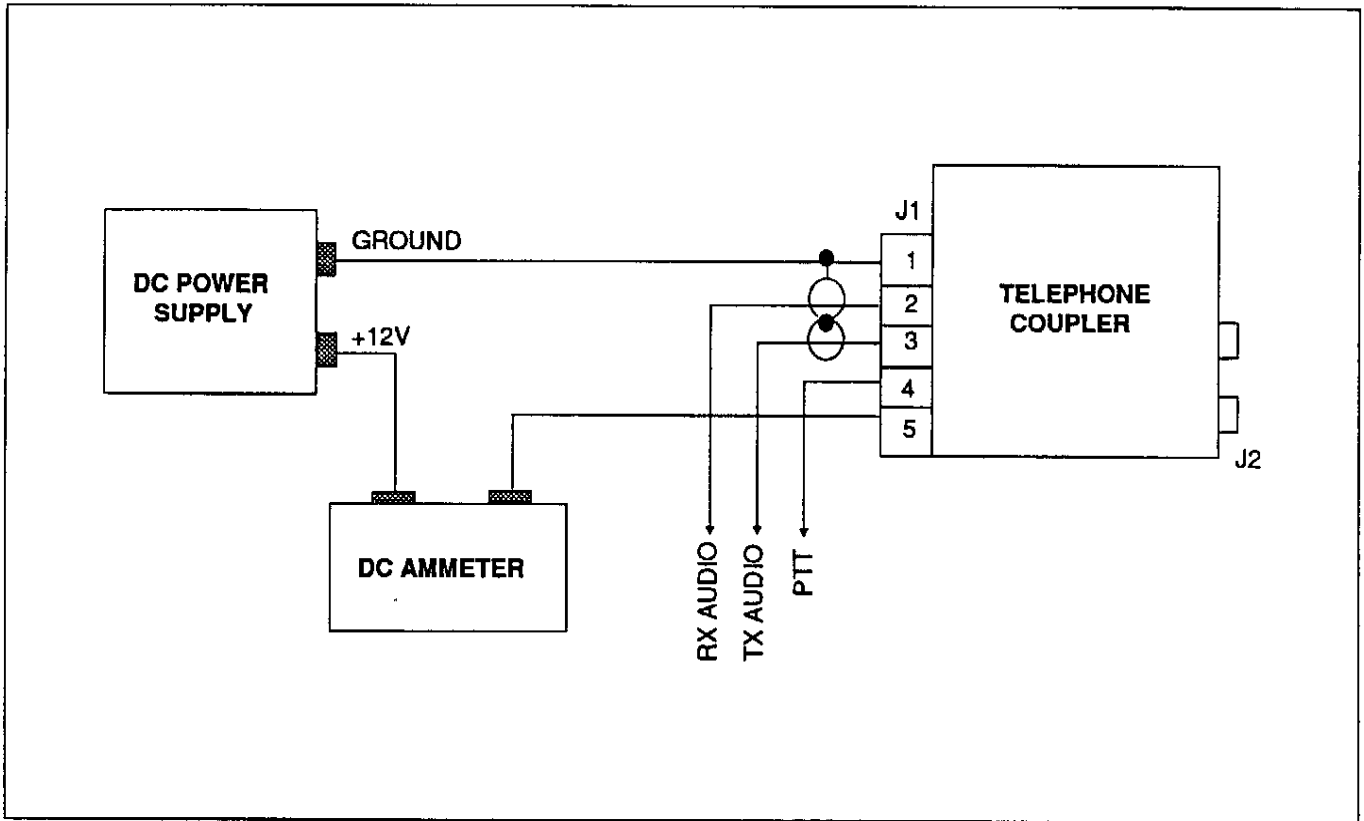 J1
GROUND
DC POWER
SUPPLY
+12V
1
2
3
4
5
TELEPHONE
COUPLER
J2
DC AMMETER
RX AUDIO
TX AUDIO
PTT